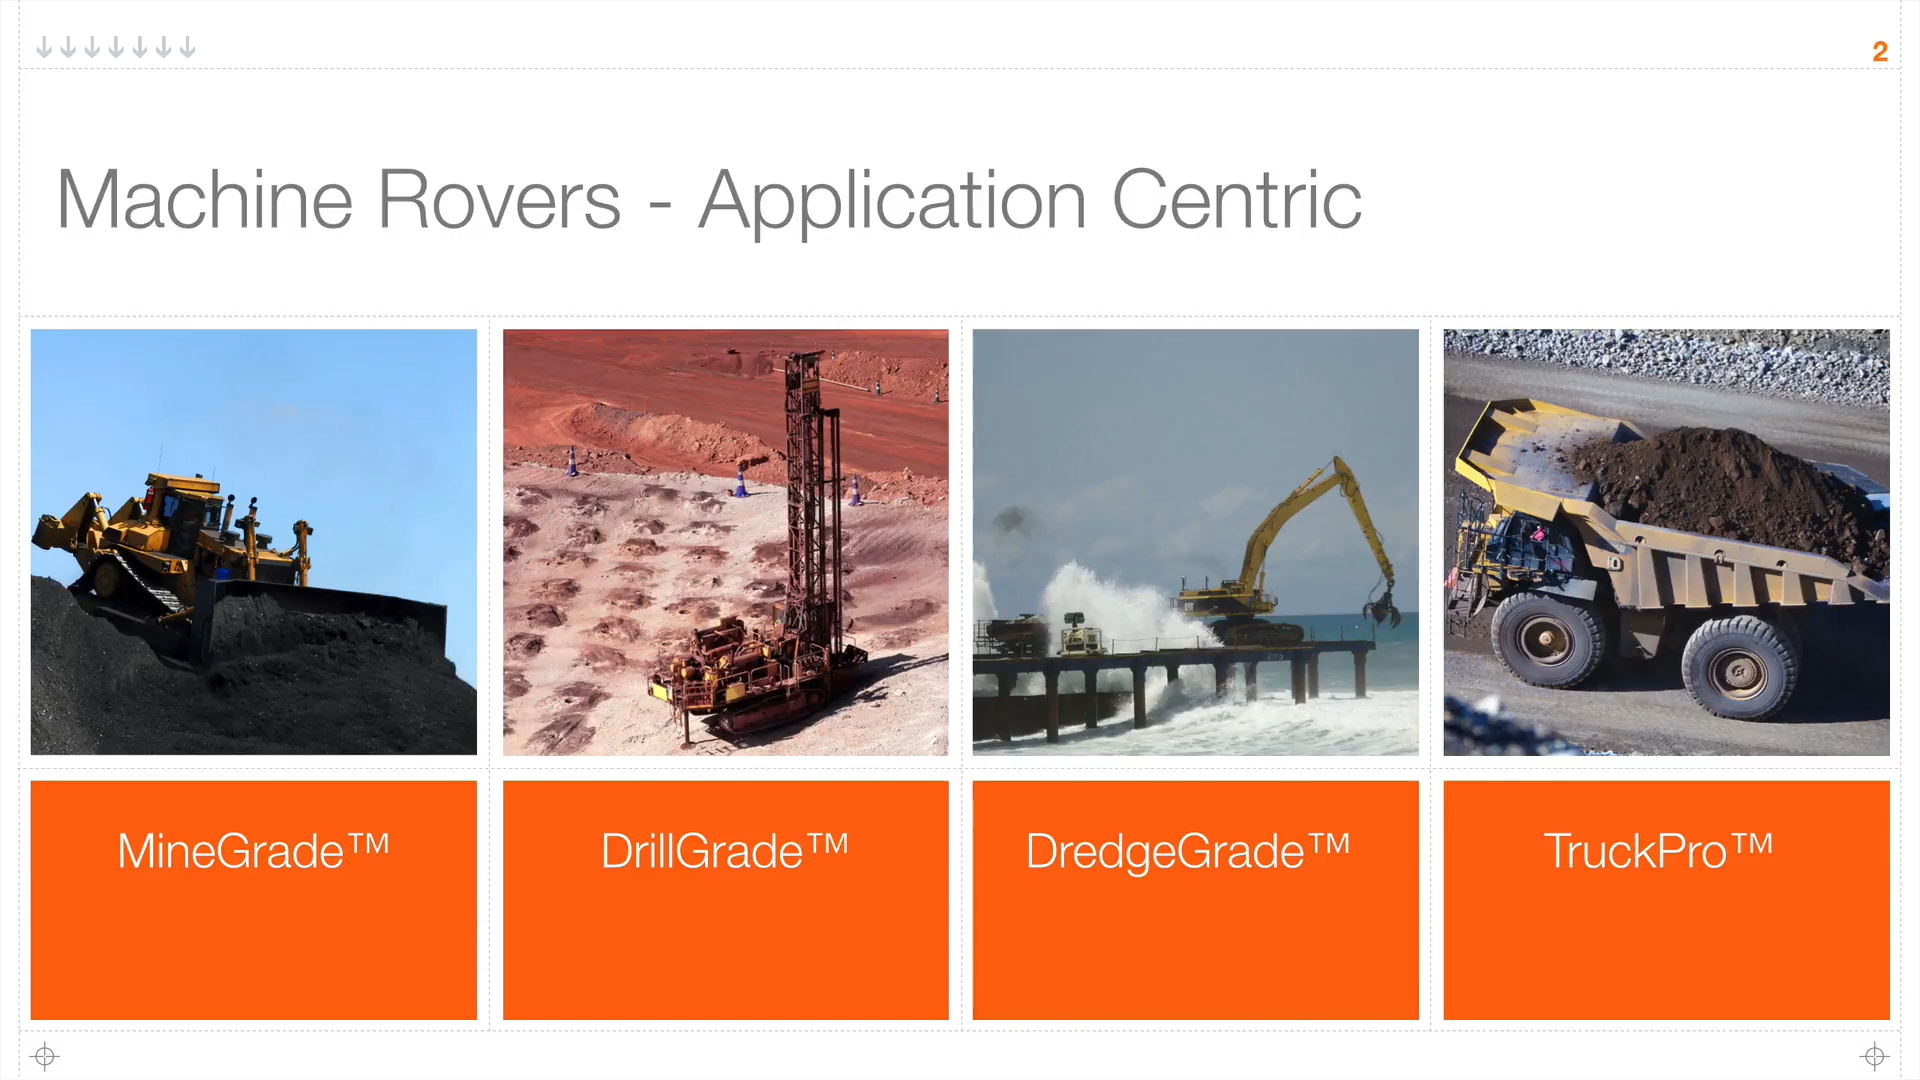 2
Machine Rovers - Application Centric
MineGrade™
DrillGrade™
DredgeGrade™
TruckPro™